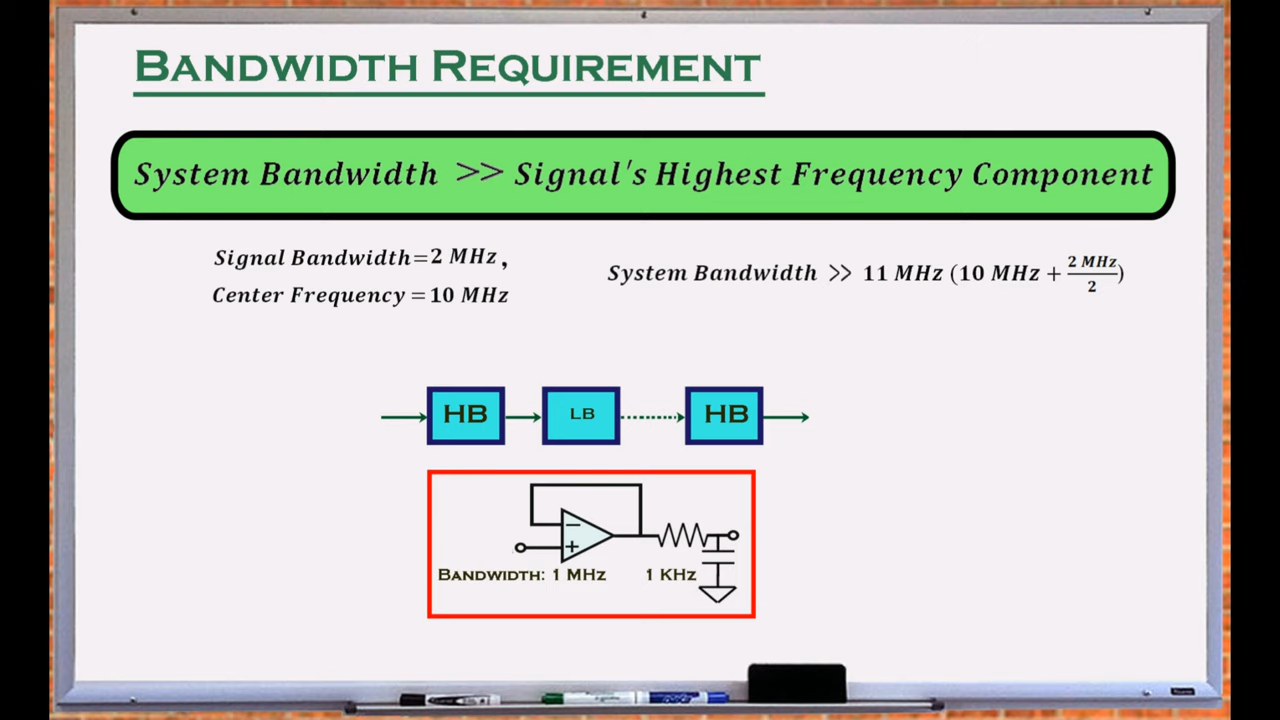 BANDWIDTH REQUIREMENT
System Bandwidth >> Signal's Highest Frequency Component
Signal Bandwidth=2 MHz ,
Center Frequency = 10 MHz
System Bandwidth >> 11 MHz (10 MHz + 2 MHz/2)
HB LB HB
− +
BANDWIDTH: 1 MHZ 1 KHZ